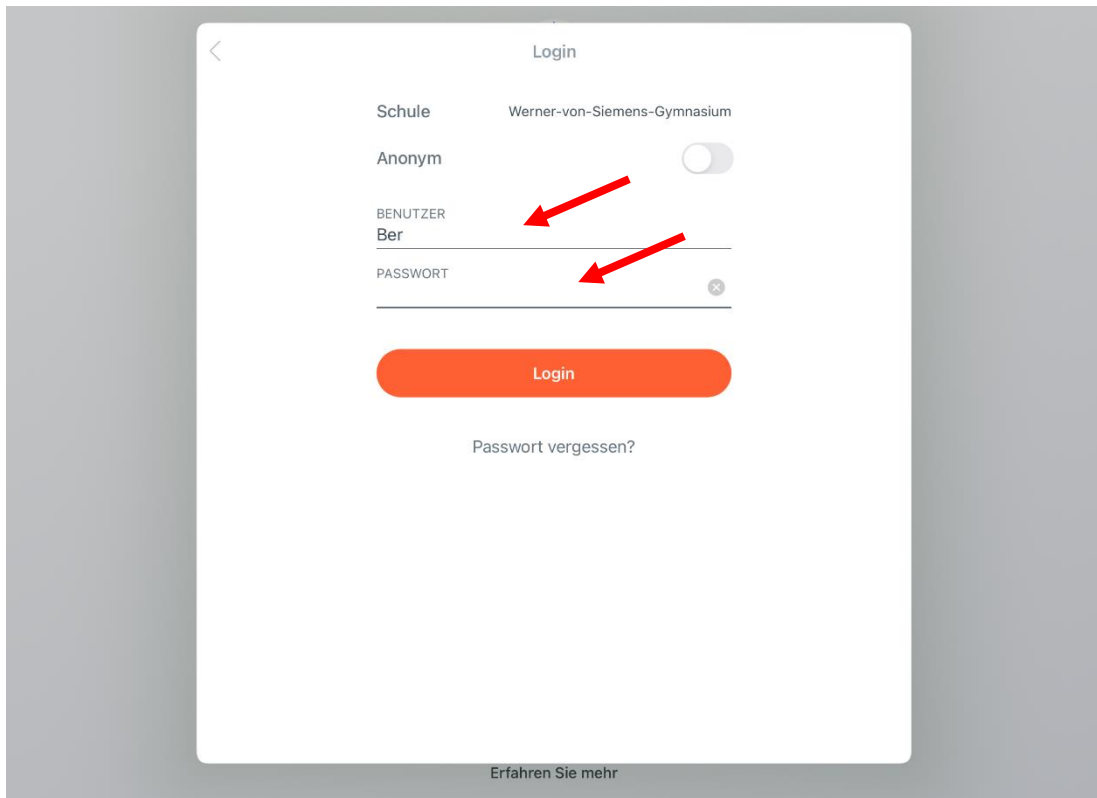 Login
Schule Werner-von-Siemens-Gymnasium
Anonym
BENUTZER
Ber
PASSWORT
Login
Passwort vergessen?
Erfahren Sie mehr